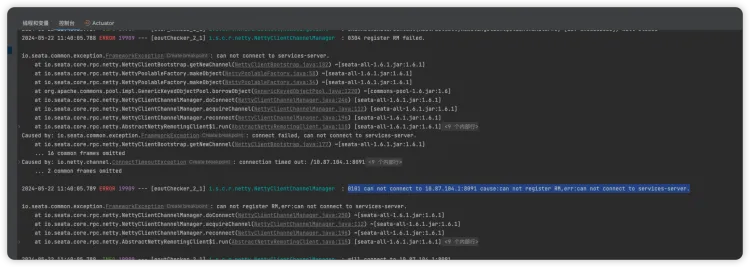 线程和变量 控制台 Actuator
2024-05-22 11:40:05.788 ERROR 19989 --- [eoutChecker_2_1] i.s.c.r.netty.NettyClientChannelManager : 0304 register RM failed.
io.seata.common.exception.FrameworkException Create breakpoint : can not connect to services-server.
at io.seata.core.rpc.netty.NettyClientBootstrap.getNewChannel(NettyClientBootstrap.java:182) ~[seata-all-1.6.1.jar:1.6.1]
at io.seata.core.rpc.netty.NettyPoolableFactory.makeObject(NettyPoolableFactory.java:58) ~[seata-all-1.6.1.jar:1.6.1]
at io.seata.core.rpc.netty.NettyPoolableFactory.makeObject(NettyPoolableFactory.java:34) ~[seata-all-1.6.1.jar:1.6.1]
at org.apache.commons.pool.impl.GenericKeyedObjectPool.borrowObject(GenericKeyedObjectPool.java:1220) ~[commons-pool-1.6.jar:1.6]
at io.seata.core.rpc.netty.NettyClientChannelManager.doConnect(NettyClientChannelManager.java:246) [seata-all-1.6.1.jar:1.6.1]
at io.seata.core.rpc.netty.NettyClientChannelManager.acquireChannel(NettyClientChannelManager.java:112) ~[seata-all-1.6.1.jar:1.6.1]
at io.seata.core.rpc.netty.NettyClientChannelManager.reconnect(NettyClientChannelManager.java:194) [seata-all-1.6.1.jar:1.6.1]
at io.seata.core.rpc.netty.AbstractNettyRemotingClient$1.run(AbstractNettyRemotingClient.java:118) [seata-all-1.6.1.jar:1.6.1] <9 个内部行>
Caused by: io.seata.common.exception.FrameworkException Create breakpoint : connect failed, can not connect to services-server.
at io.seata.core.rpc.netty.NettyClientBootstrap.getNewChannel(NettyClientBootstrap.java:177) ~[seata-all-1.6.1.jar:1.6.1]
... 16 common frames omitted
Caused by: io.netty.channel.ConnectTimeoutException Create breakpoint : connection timed out: /10.87.104.1:8091 <9 个内部行>
... 2 common frames omitted
2024-05-22 11:40:05.789 ERROR 19989 --- [eoutChecker_2_1] i.s.c.r.netty.NettyClientChannelManager : 0101 can not connect to 10.87.104.1:8091 cause:can not register RM,err:can not connect to services-server.
io.seata.common.exception.FrameworkException Create breakpoint : can not register RM,err:can not connect to services-server.
at io.seata.core.rpc.netty.NettyClientChannelManager.doConnect(NettyClientChannelManager.java:250) ~[seata-all-1.6.1.jar:1.6.1]
at io.seata.core.rpc.netty.NettyClientChannelManager.acquireChannel(NettyClientChannelManager.java:112) ~[seata-all-1.6.1.jar:1.6.1]
at io.seata.core.rpc.netty.NettyClientChannelManager.reconnect(NettyClientChannelManager.java:194) ~[seata-all-1.6.1.jar:1.6.1]
at io.seata.core.rpc.netty.AbstractNettyRemotingClient$1.run(AbstractNettyRemotingClient.java:118) [seata-all-1.6.1.jar:1.6.1] <9 个内部行>